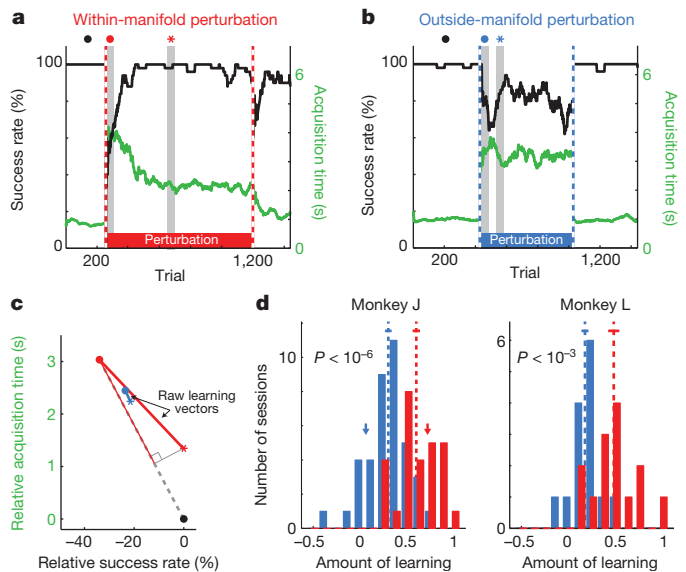 a
Within-manifold perturbation
Success rate (%)
100
0
200
1,200
Trial
Perturbation
6
0
Acquisition time (s)
b
Outside-manifold perturbation
Success rate (%)
100
0
200
1,200
Trial
Perturbation
6
0
Acquisition time (s)
c
Relative acquisition time (s)
3
2
1
0
Raw learning
vectors
−40
−20
0
Relative success rate (%)
d
Monkey J
Number of sessions
10
0
P < 10⁻⁶
−0.5
0
0.5
1
Amount of learning
Monkey L
6
0
P < 10⁻³
−0.5
0
0.5
1
Amount of learning